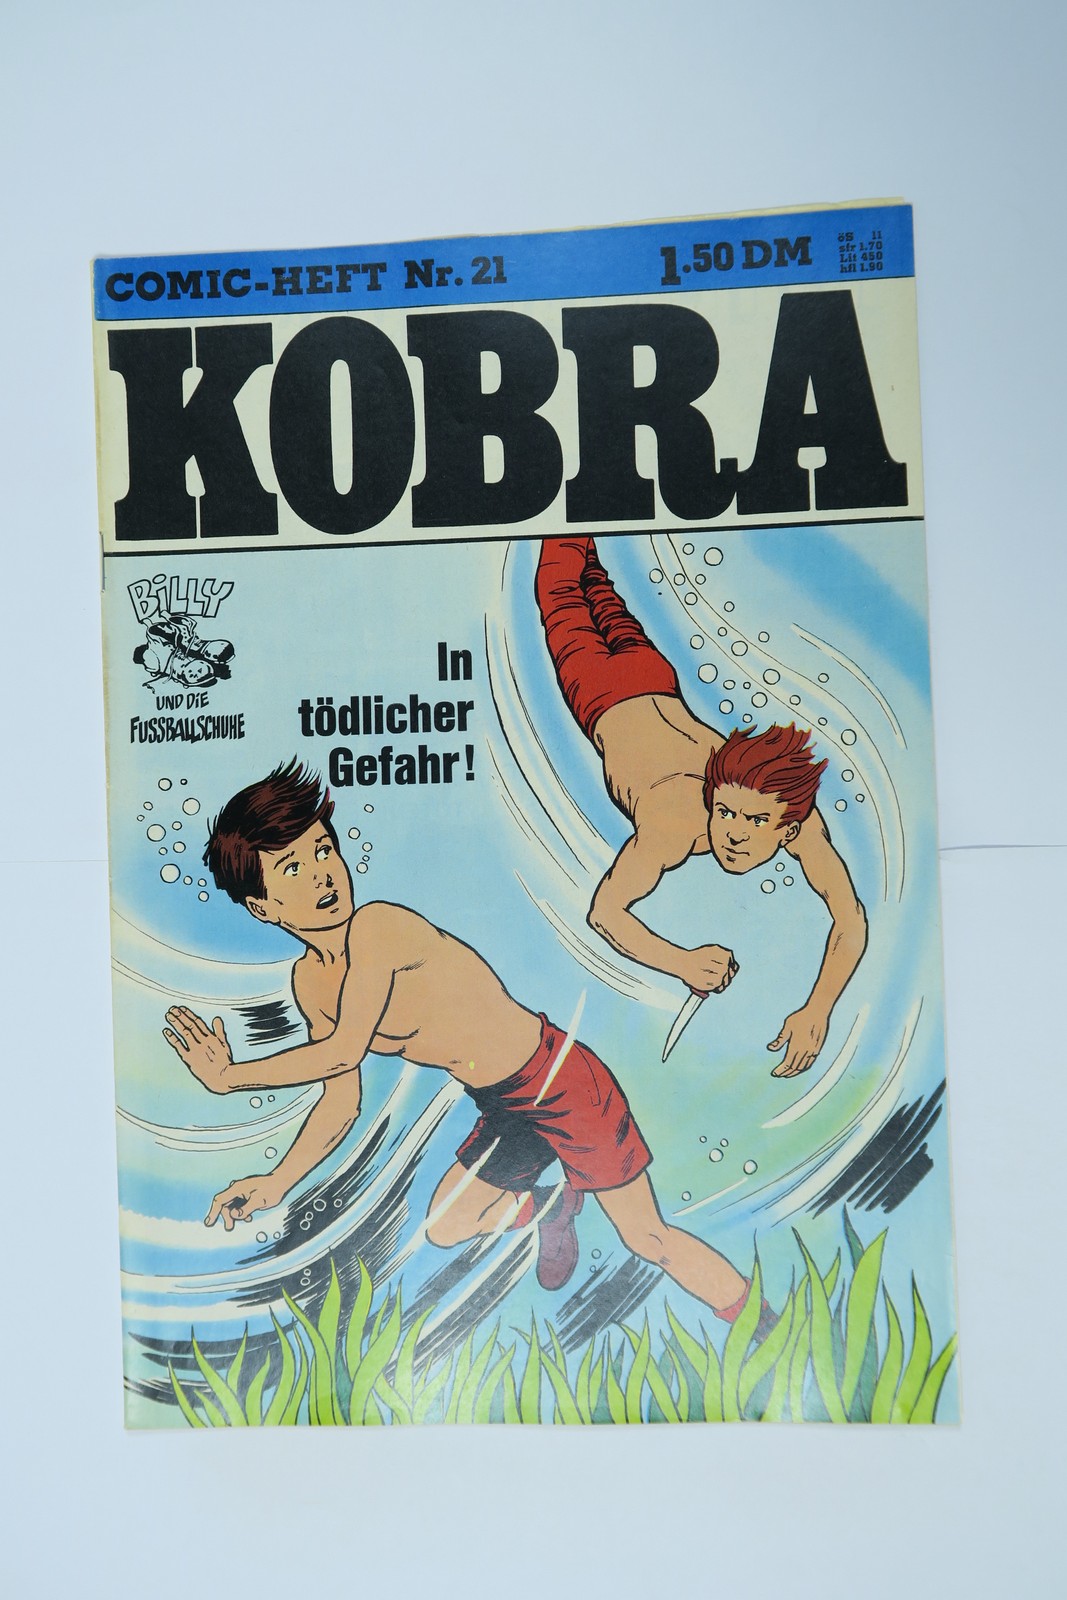 COMIC-HEFT Nr. 21
1.50 DM
öS 11
sfr 1.70
Lit 450
hfl 1.90
KOBRA
BiLLY
UND DiE
FUSSBALLSCHUHE
In
tödlicher
Gefahr!